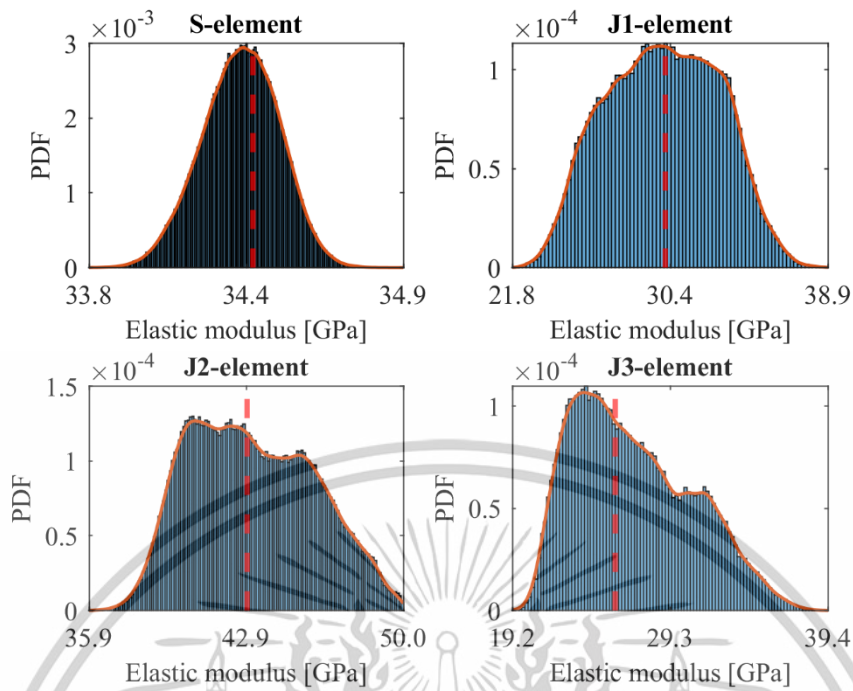 S-element
×10⁻³
3
2
1
0
PDF
33.8 34.4 34.9
Elastic modulus [GPa]
J1-element
×10⁻⁴
1
0.5
0
PDF
21.8 30.4 38.9
Elastic modulus [GPa]
J2-element
×10⁻⁴
1.5
1
0.5
0
PDF
35.9 42.9 50.0
Elastic modulus [GPa]
J3-element
×10⁻⁴
1
0.5
0
PDF
19.2 29.3 39.4
Elastic modulus [GPa]